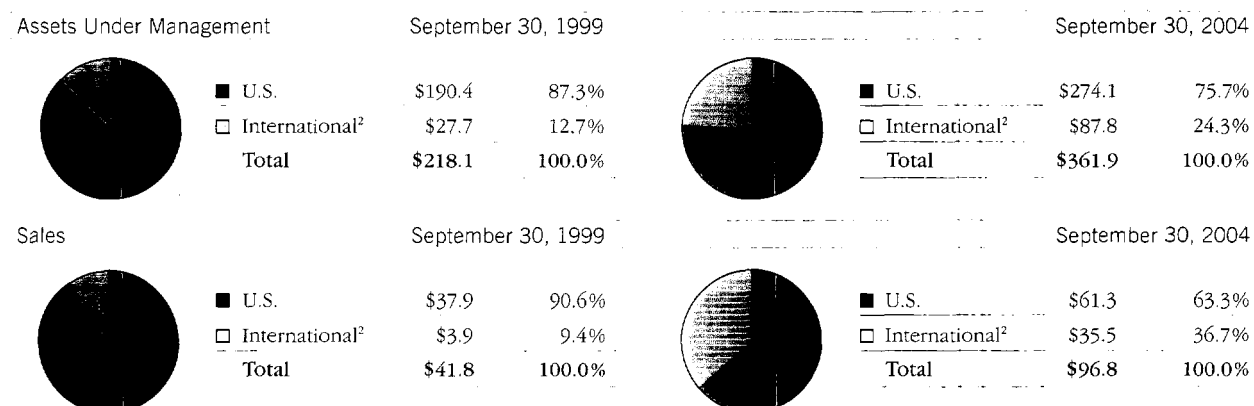 Assets Under Management September 30, 1999 September 30, 2004
■ U.S. $190.4 87.3% ■ U.S. $274.1 75.7%
□ International² $27.7 12.7% □ International² $87.8 24.3%
Total $218.1 100.0% Total $361.9 100.0%
Sales September 30, 1999 September 30, 2004
■ U.S. $37.9 90.6% ■ U.S. $61.3 63.3%
□ International² $3.9 9.4% □ International² $35.5 36.7%
Total $41.8 100.0% Total $96.8 100.0%